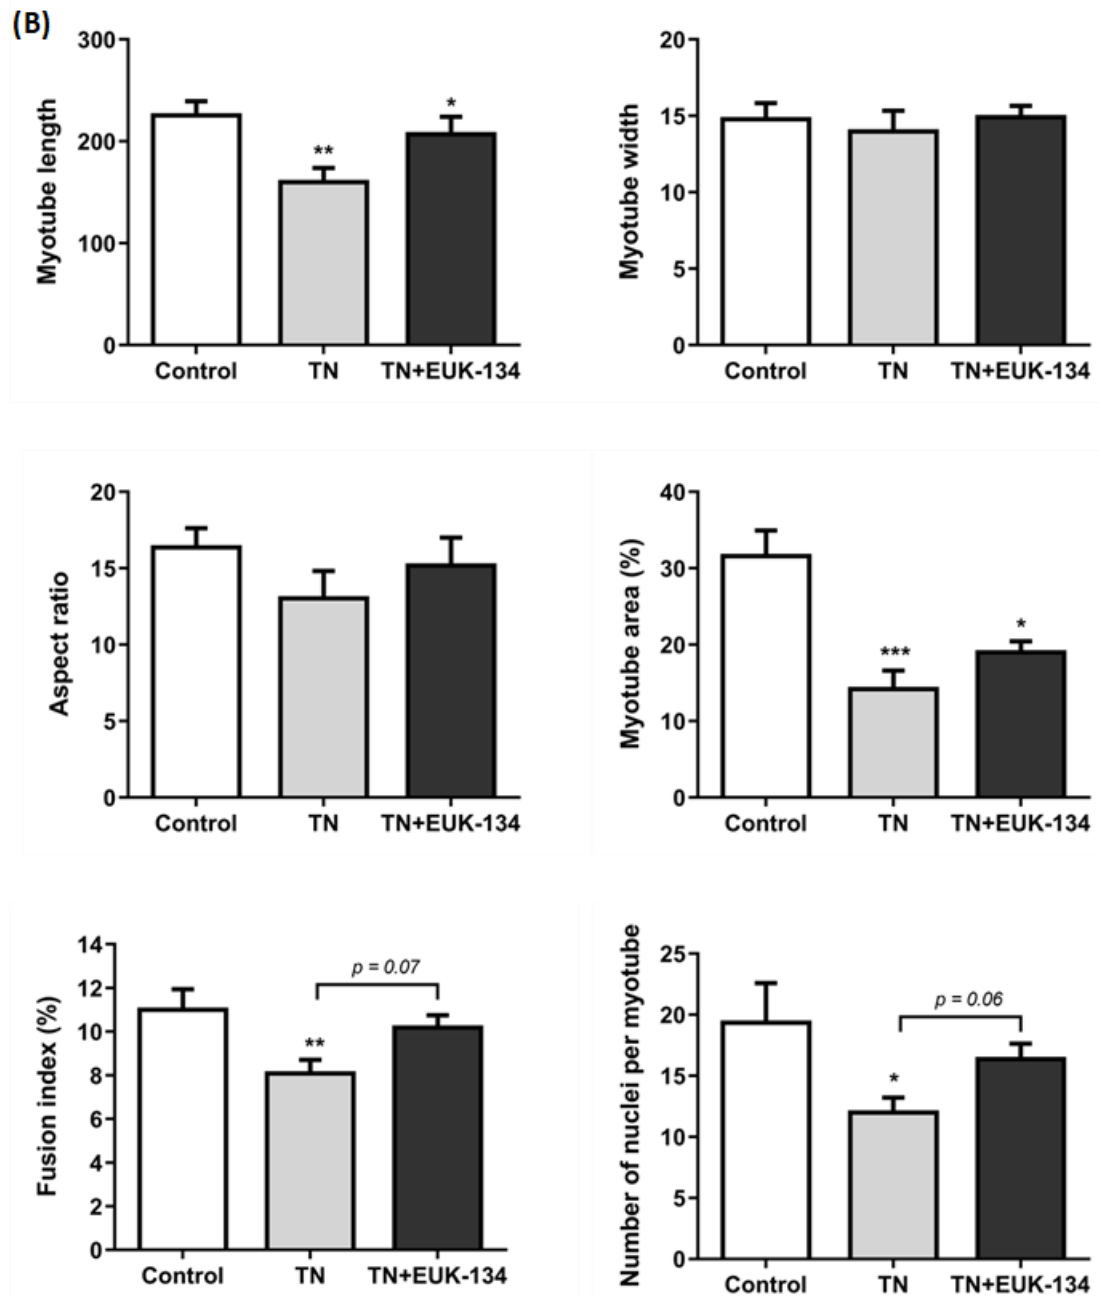 (B)
Myotube length
300
200
100
0
**
*
Control TN TN+EUK-134
Myotube width
20
15
10
5
0
Control TN TN+EUK-134
Aspect ratio
20
15
10
5
0
Control TN TN+EUK-134
Myotube area (%)
40
30
20
10
0
***
*
Control TN TN+EUK-134
Fusion index (%)
14
12
10
8
6
4
2
0
p = 0.07
**
Control TN TN+EUK-134
Number of nuclei per myotube
25
20
15
10
5
0
p = 0.06
*
Control TN TN+EUK-134